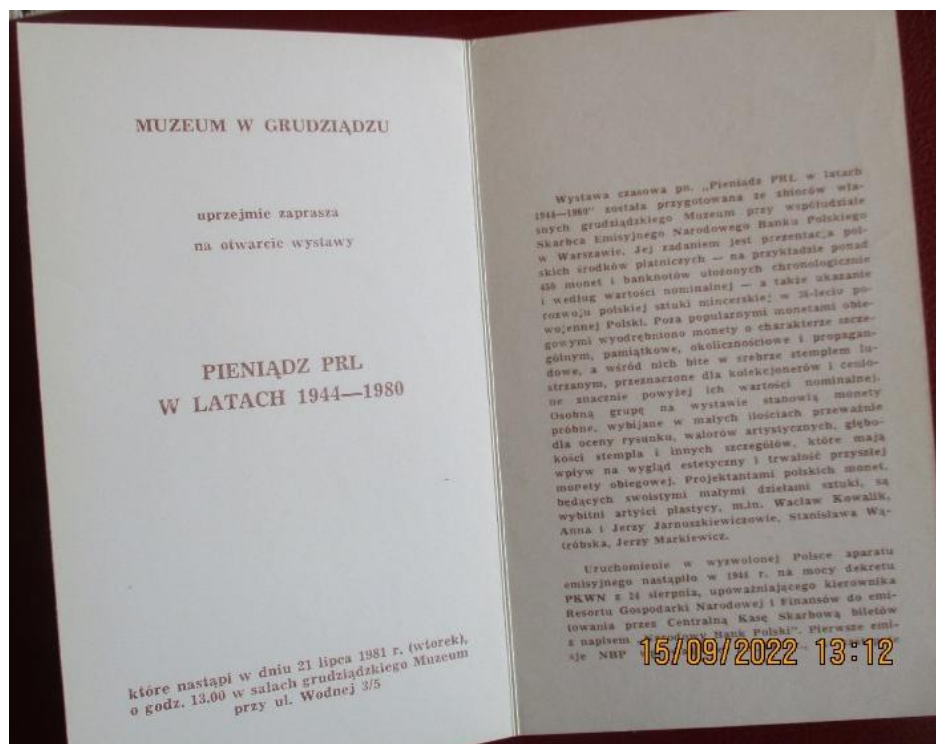 MUZEUM W GRUDZIĄDZU
uprzejmie zaprasza
na otwarcie wystawy
PIENIĄDZ PRL
W LATACH 1944—1980
które nastąpi w dniu 21 lipca 1981 r. (wtorek),
o godz. 13.00 w salach grudziądzkiego Muzeum
przy ul. Wodnej 3/5
Wystawa czasowa pn. „Pieniądz PRL w latach
1944—1980” została przygotowana ze zbiorów wła-
snych grudziądzkiego Muzeum przy współudziale
Skarbca Emisyjnego Narodowego Banku Polskiego
w Warszawie. Jej zadaniem jest prezentacja pol-
skich środków płatniczych — na przykładzie ponad
450 monet i banknotów ułożonych chronologicznie
i według wartości nominalnej — a także ukazanie
rozwoju polskiej sztuki mincerskiej w 36-leciu po-
wojennej Polski. Poza popularnymi monetami obie-
gowymi wyodrębniono monety o charakterze szcze-
gólnym, pamiątkowe, okolicznościowe i propagan-
dowe, a wśród nich bite w srebrze stemplem lu-
strzanym, przeznaczone dla kolekcjonerów i cenio-
ne znacznie powyżej ich wartości nominalnej.
Osobną grupę na wystawie stanowią monety
próbne, wybijane w małych ilościach przeważnie
dla oceny rysunku, walorów artystycznych, głębo-
kości stempla i innych szczegółów, które mają
wpływ na wygląd estetyczny i trwałość przyszłej
monety obiegowej. Projektantami polskich monet,
będących swoistymi małymi dziełami sztuki, są
wybitni artyści plastycy, m.in. Wacław Kowalik,
Anna i Jerzy Jarnuszkiewiczowie, Stanisława Wą-
tróbska, Jerzy Markiewicz.
Uruchomienie w wyzwolonej Polsce aparatu
emisyjnego nastąpiło w 1944 r. na mocy dekretu
PKWN z 24 sierpnia, upoważniającego kierownika
Resortu Gospodarki Narodowej i Finansów do emi-
towania przez Centralną Kasę Skarbową biletów
z napisem „Narodowy Bank Polski”. Pierwsze emi-
sje NBP
15/09/2022 13:12